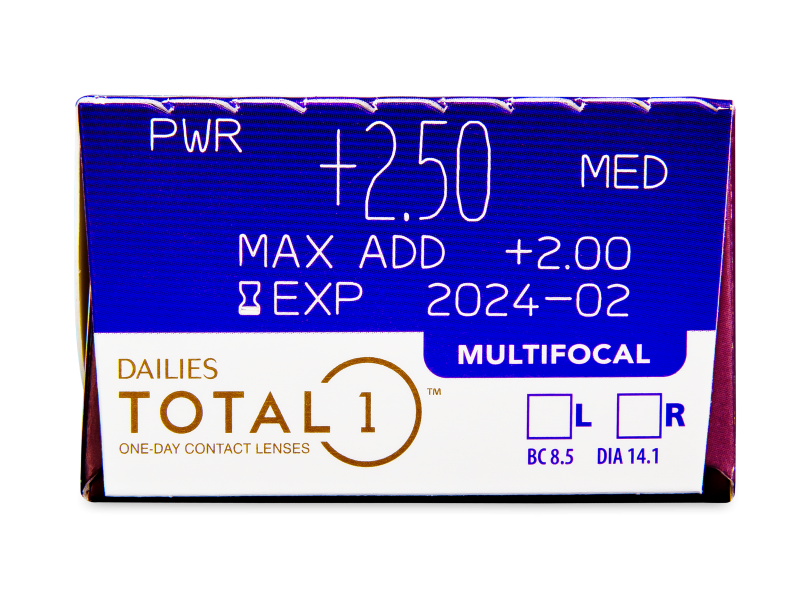 PWR +2.50 MED
MAX ADD +2.00
EXP 2024-02
MULTIFOCAL
DAILIES
TOTAL 1™
ONE-DAY CONTACT LENSES
L R
BC 8.5 DIA 14.1